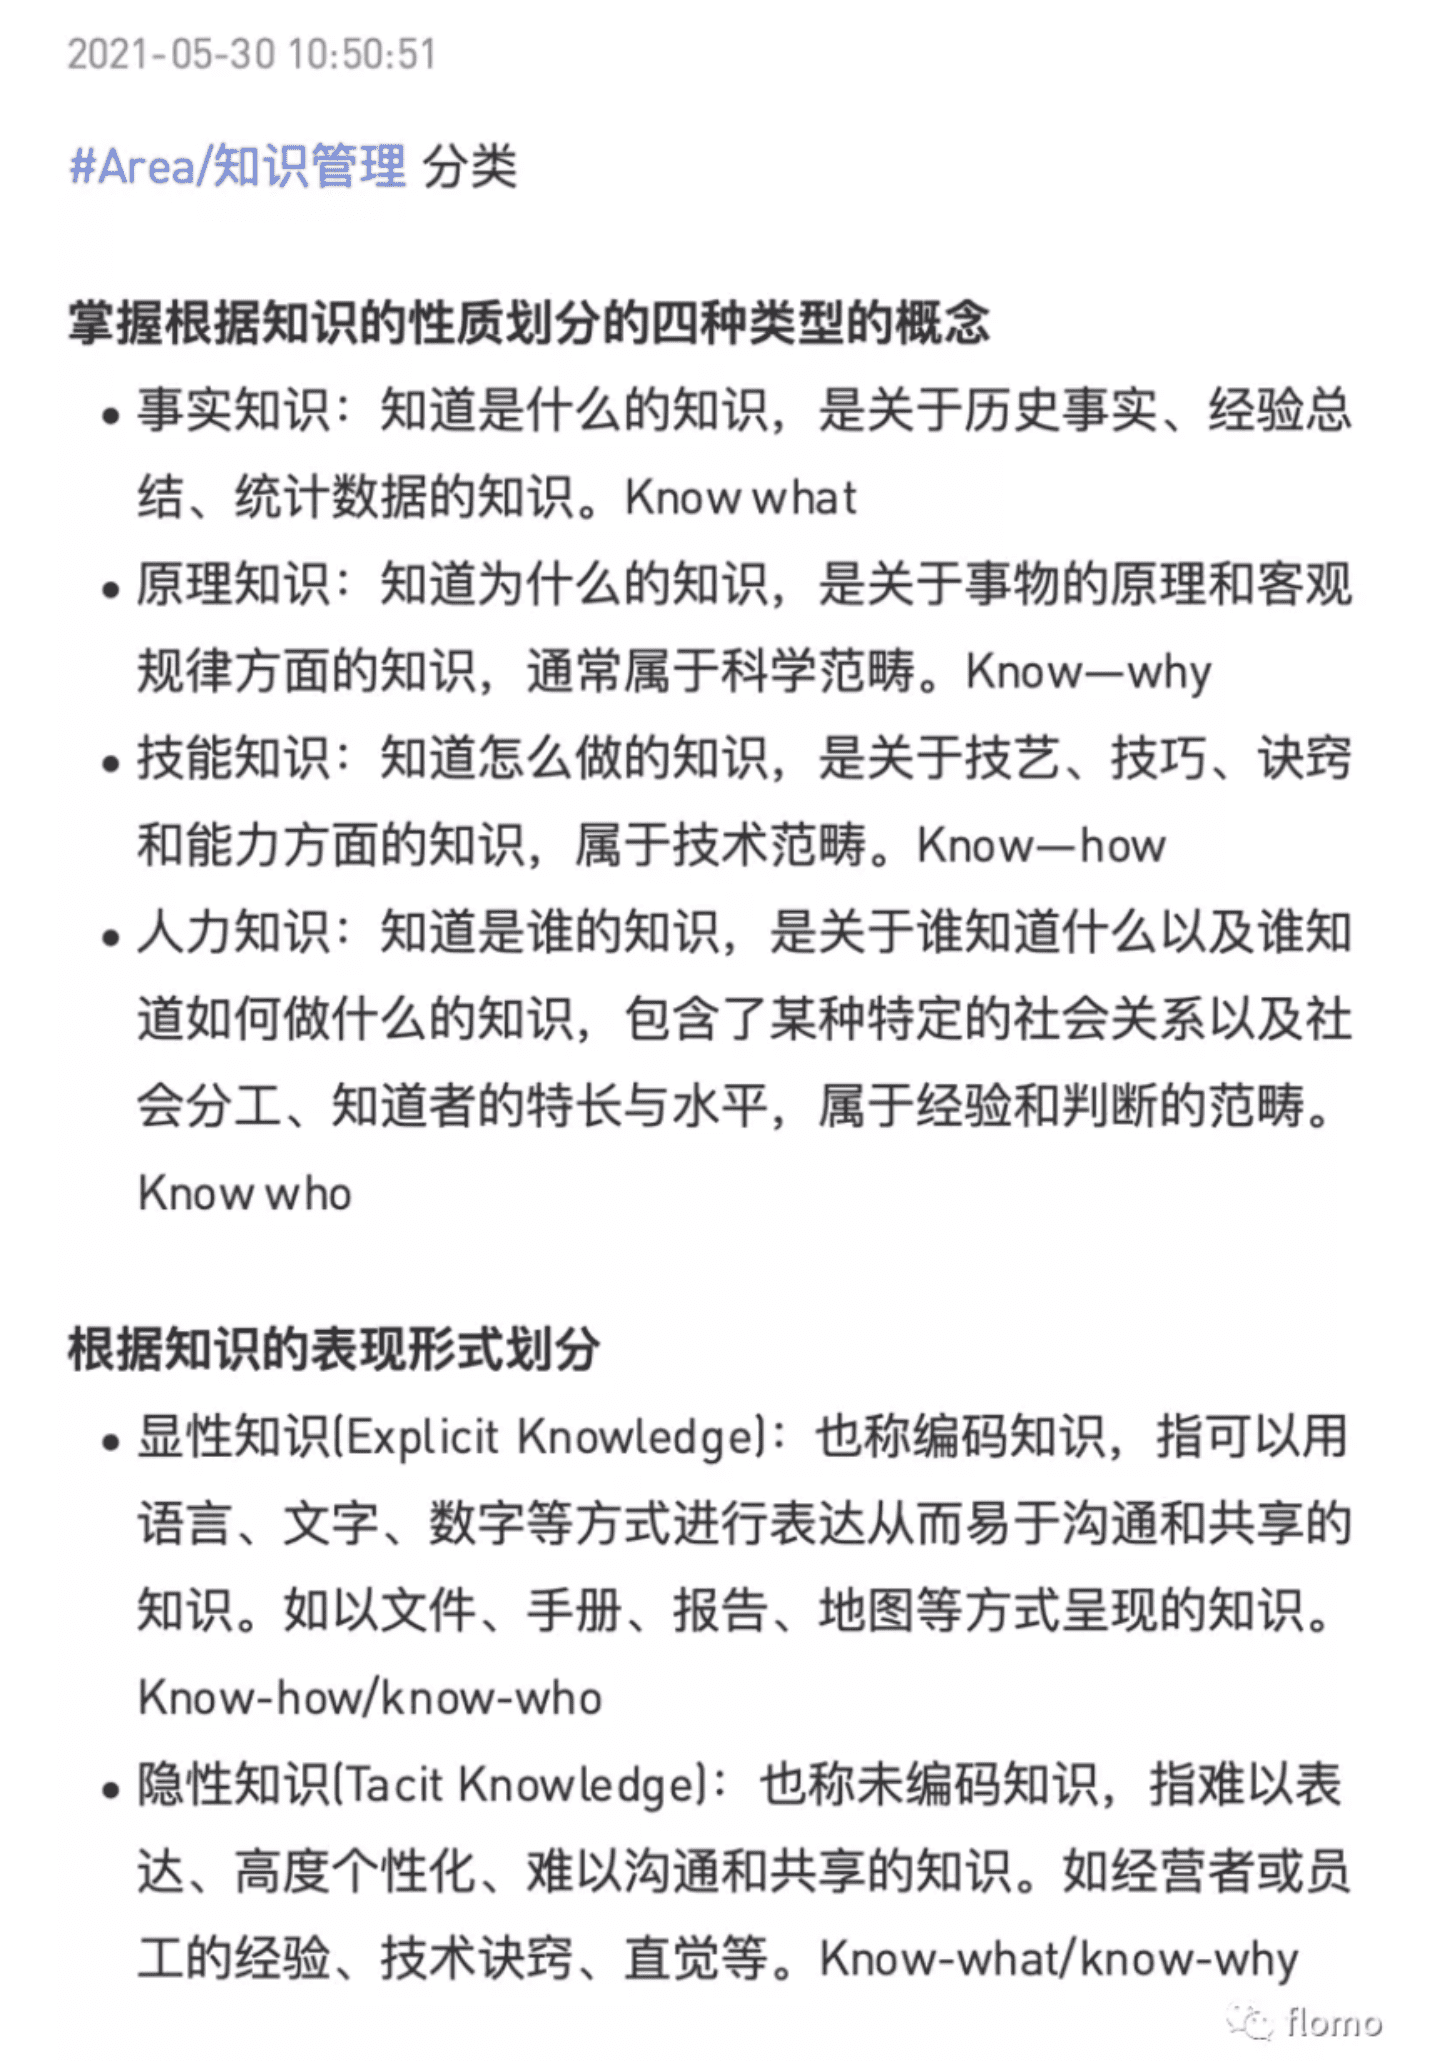 2021-05-30 10:50:51
#Area/知识管理 分类
掌握根据知识的性质划分的四种类型的概念
• 事实知识：知道是什么的知识，是关于历史事实、经验总
结、统计数据的知识。Know what
• 原理知识：知道为什么的知识，是关于事物的原理和客观
规律方面的知识，通常属于科学范畴。Know—why
• 技能知识：知道怎么做的知识，是关于技艺、技巧、诀窍
和能力方面的知识，属于技术范畴。Know—how
• 人力知识：知道是谁的知识，是关于谁知道什么以及谁知
道如何做什么的知识，包含了某种特定的社会关系以及社
会分工、知道者的特长与水平，属于经验和判断的范畴。
Know who
根据知识的表现形式划分
• 显性知识(Explicit Knowledge)：也称编码知识，指可以用
语言、文字、数字等方式进行表达从而易于沟通和共享的
知识。如以文件、手册、报告、地图等方式呈现的知识。
Know-how/know-who
• 隐性知识(Tacit Knowledge)：也称未编码知识，指难以表
达、高度个性化、难以沟通和共享的知识。如经营者或员
工的经验、技术诀窍、直觉等。Know-what/know-why
flomo